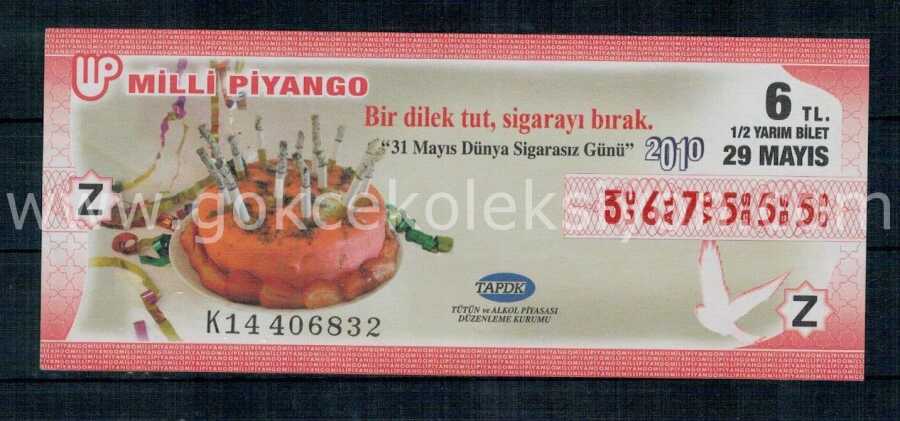 MİLLİ PİYANGO
Bir dilek tut, sigarayı bırak.
"31 Mayıs Dünya Sigarasız Günü" 2010
6 TL.
1/2 YARIM BİLET
29 MAYIS
Z
367555
TAPDK
TÜTÜN ve ALKOL PİYASASI
DÜZENLEME KURUMU
K14 406832
Z